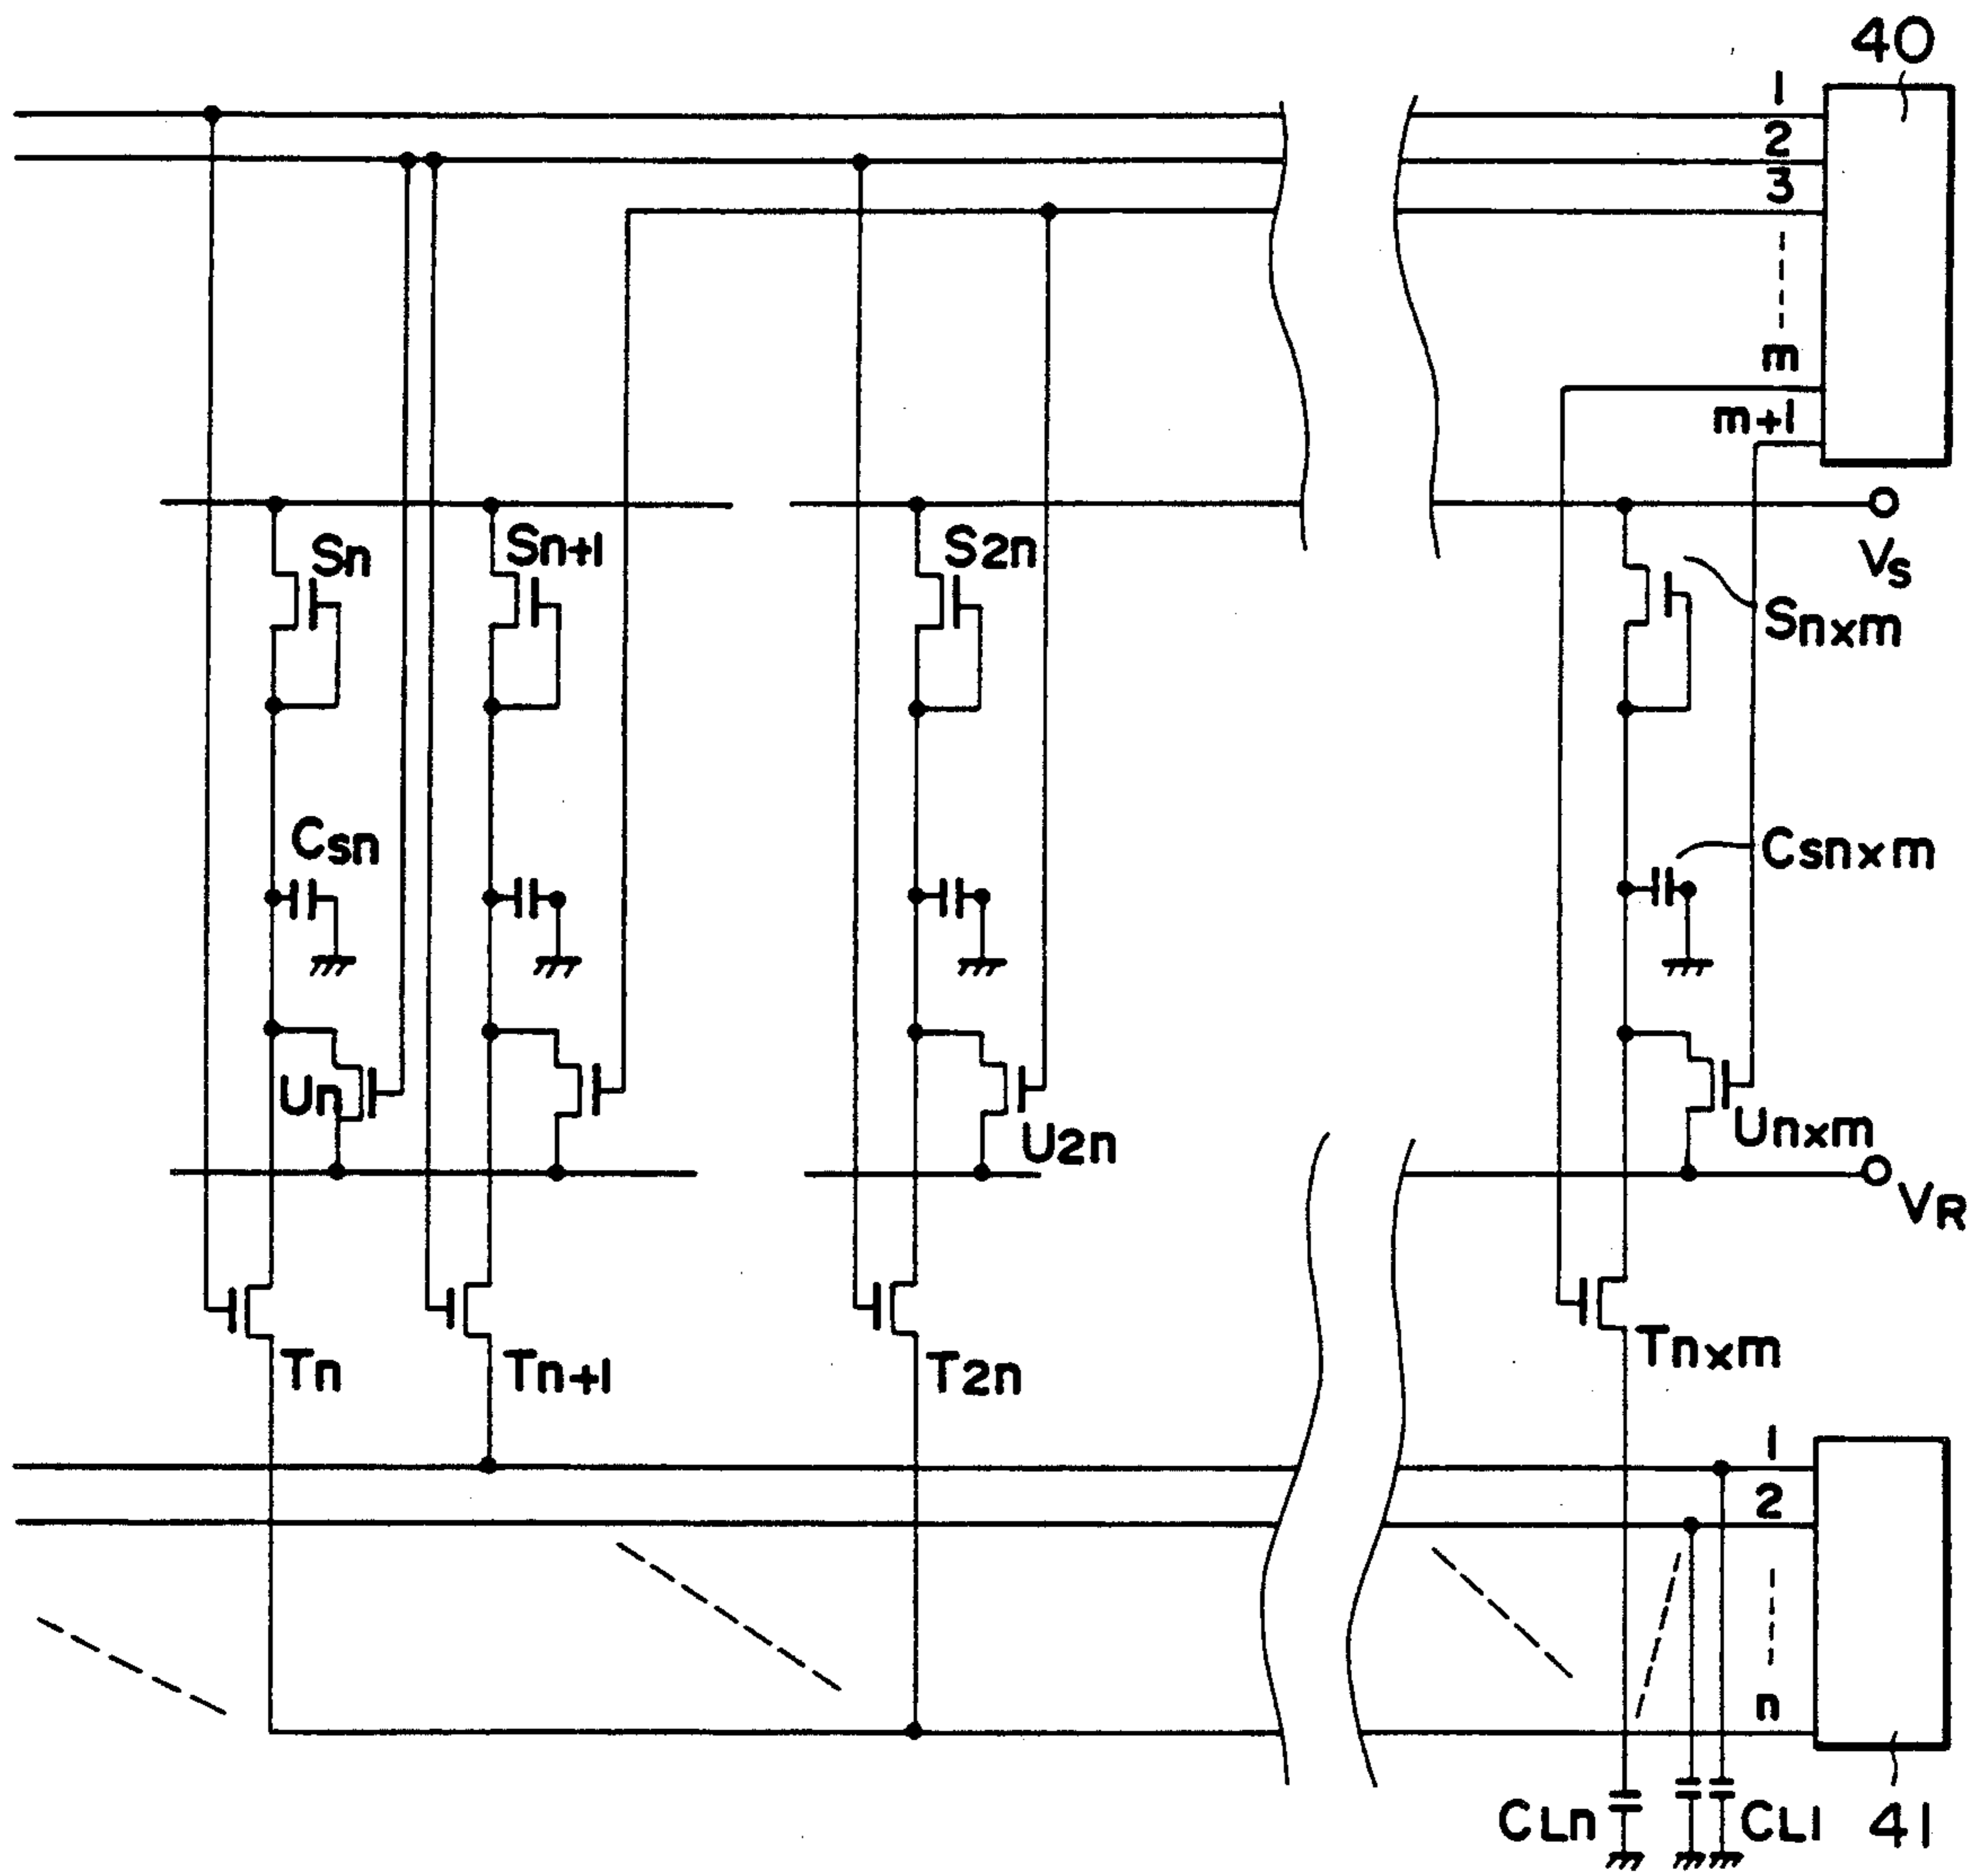 40
1
2
3
m
m+1
Sn
Sn+1
S2n
Vs
Snxm
Csn
Csnxm
Un
U2n
Unxm
VR
Tn
Tn+1
T2n
Tnxm
1
2
n
CLn
CL1
41